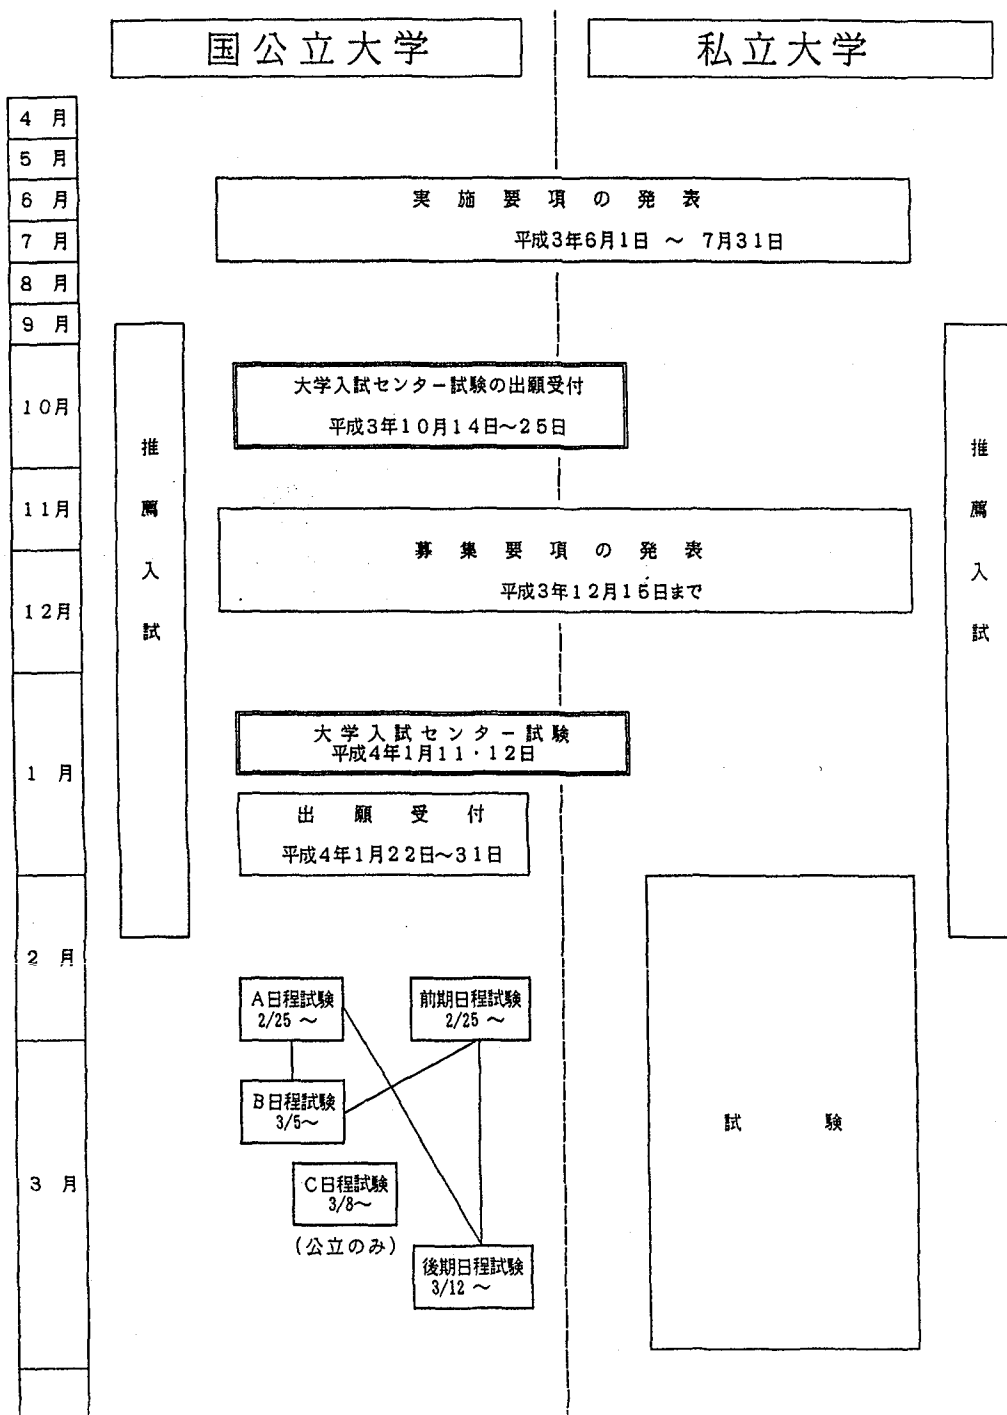 国公立大学
私立大学
4 月
5 月
6 月
7 月
8 月
9 月
10月
11月
12月
1 月
2 月
3 月
実施要項の発表
平成3年6月1日 ～ 7月31日
推薦入試
大学入試センター試験の出願受付
平成3年10月14日～25日
募集要項の発表
平成3年12月15日まで
大学入試センター試験
平成4年1月11・12日
出願受付
平成4年1月22日～31日
A日程試験
2/25 ～
前期日程試験
2/25 ～
B日程試験
3/5～
C日程試験
3/8～
(公立のみ)
後期日程試験
3/12 ～
推薦入試
試験